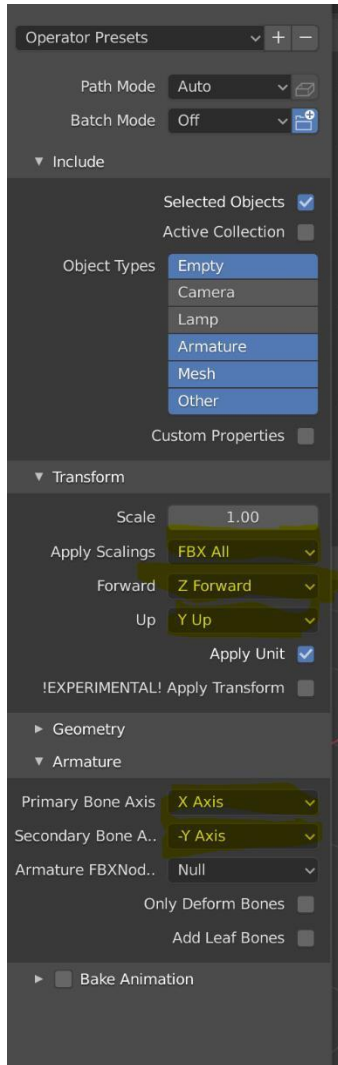 Operator Presets
Path Mode Auto
Batch Mode Off
Include
Selected Objects
Active Collection
Object Types Empty
Camera
Lamp
Armature
Mesh
Other
Custom Properties
Transform
Scale 1.00
Apply Scalings FBX All
Forward Z Forward
Up Y Up
Apply Unit
!EXPERIMENTAL! Apply Transform
Geometry
Armature
Primary Bone Axis X Axis
Secondary Bone A.. -Y Axis
Armature FBXNod.. Null
Only Deform Bones
Add Leaf Bones
Bake Animation